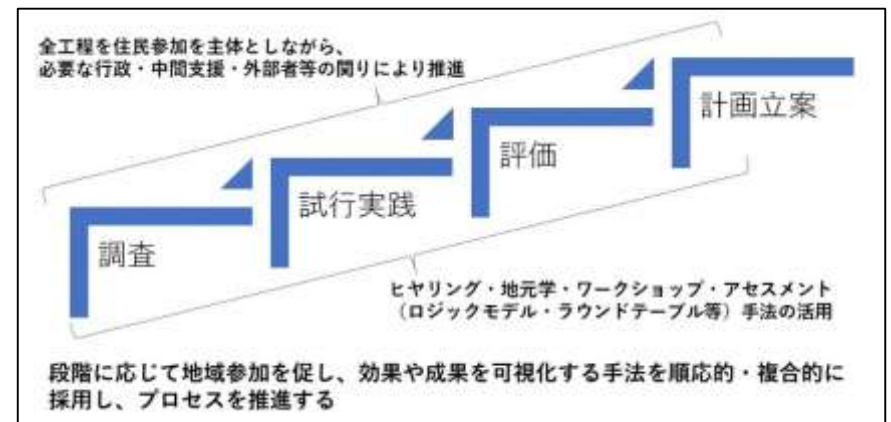 全工程を住民参加を主体としながら、
必要な行政・中間支援・外部者等の関りにより推進
計画立案
評価
試行実践
調査
ヒヤリング・地元学・ワークショップ・アセスメント
（ロジックモデル・ラウンドテーブル等）手法の活用
段階に応じて地域参加を促し、効果や成果を可視化する手法を順応的・複合的に
採用し、プロセスを推進する